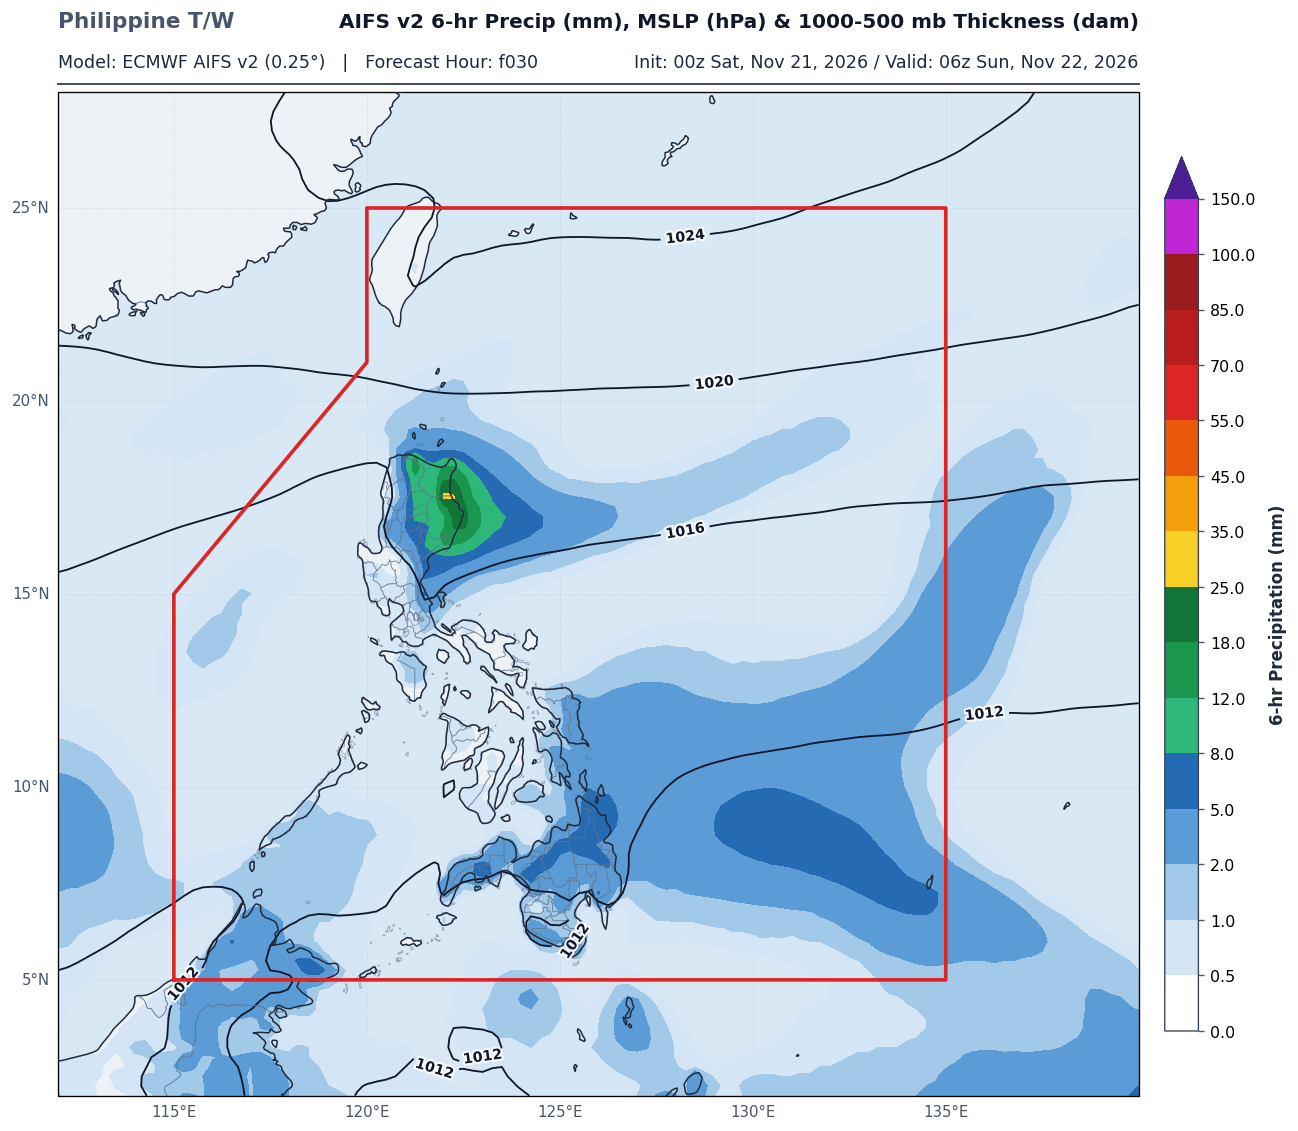 Philippine T/W
AIFS v2 6-hr Precip (mm), MSLP (hPa) & 1000-500 mb Thickness (dam)
Model: ECMWF AIFS v2 (0.25°) | Forecast Hour: f030
Init: 00z Sat, Nov 21, 2026 / Valid: 06z Sun, Nov 22, 2026
25°N
20°N
15°N
10°N
5°N
115°E
120°E
125°E
130°E
135°E
1024
1020
1016
1012
1012
1012
1012
1012
150.0
100.0
85.0
70.0
55.0
45.0
35.0
25.0
18.0
12.0
8.0
5.0
2.0
1.0
0.5
0.0
6-hr Precipitation (mm)